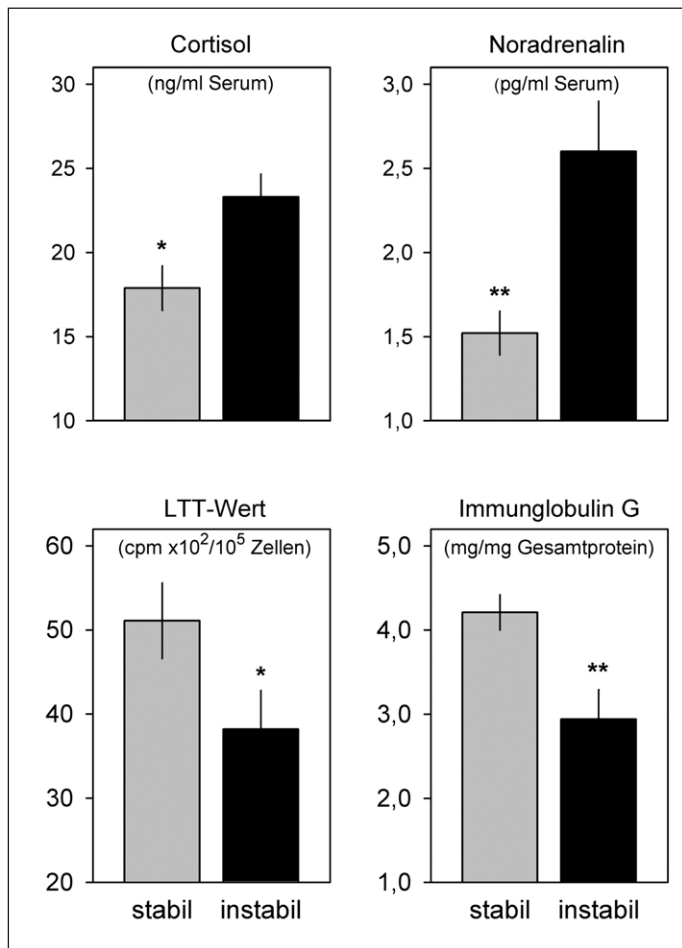 Cortisol
(ng/ml Serum)
30
25
20
15
10
*
Noradrenalin
(pg/ml Serum)
3,0
2,5
2,0
1,5
1,0
**
LTT-Wert
(cpm x10²/10⁵ Zellen)
60
50
40
30
20
*
stabil instabil
Immunglobulin G
(mg/mg Gesamtprotein)
5,0
4,0
3,0
2,0
1,0
**
stabil instabil